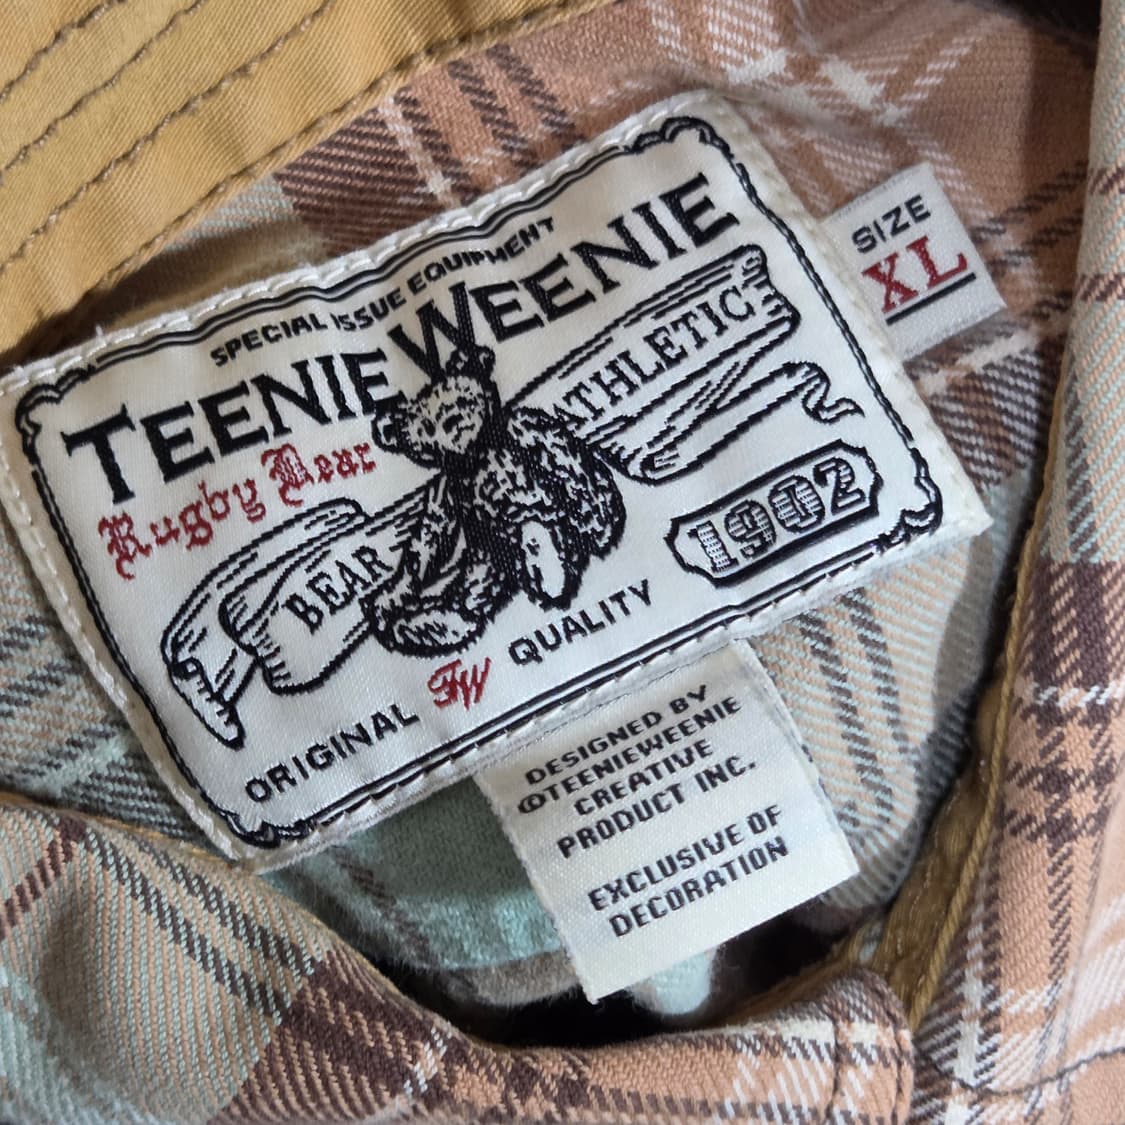 SPECIAL ISSUE EQUIPMENT
TEENIE WEENIE
Rugby Bear
ATHLETIC
BEAR
1902
ORIGINAL TW QUALITY
SIZE
XL
DESIGNED BY
©TEENIEWEENIE
CREATIVE
PRODUCT INC.
EXCLUSIVE OF
DECORATION